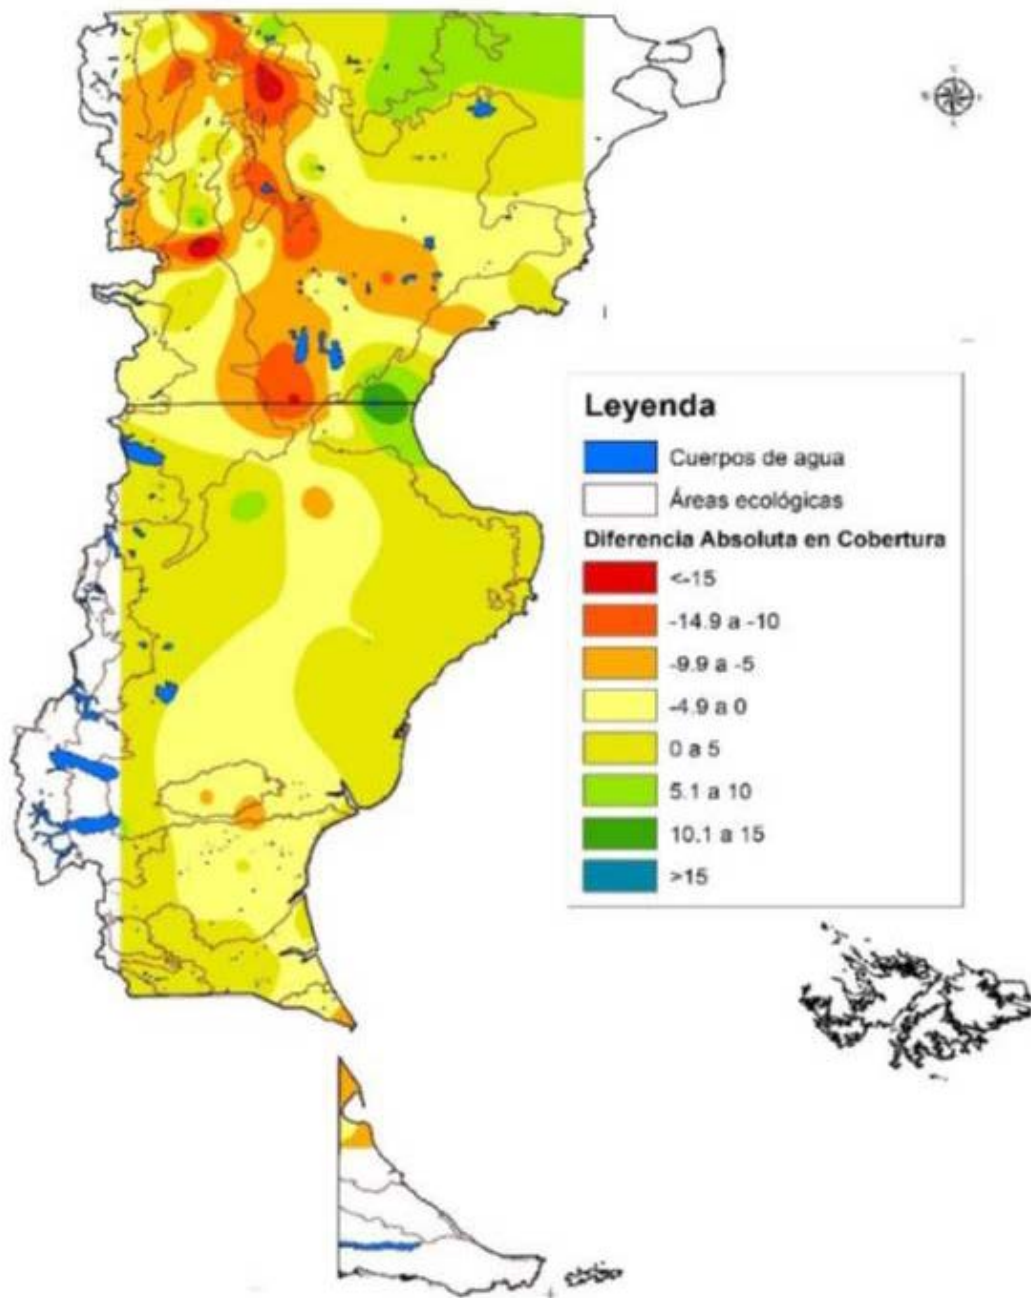 Leyenda
Cuerpos de agua
Áreas ecológicas
Diferencia Absoluta en Cobertura
<-15
-14.9 a -10
-9.9 a -5
-4.9 a 0
0 a 5
5.1 a 10
10.1 a 15
>15